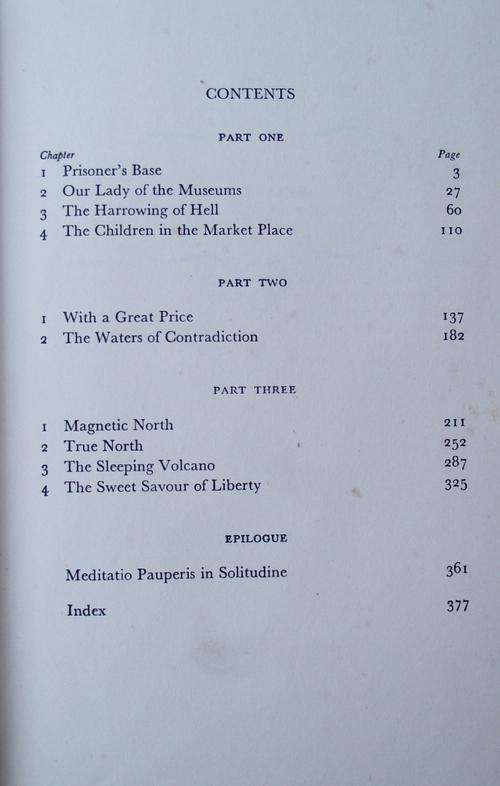 CONTENTS
PART ONE
Chapter Page
1 Prisoner's Base 3
2 Our Lady of the Museums 27
3 The Harrowing of Hell 60
4 The Children in the Market Place 110
PART TWO
1 With a Great Price 137
2 The Waters of Contradiction 182
PART THREE
1 Magnetic North 211
2 True North 252
3 The Sleeping Volcano 287
4 The Sweet Savour of Liberty 325
EPILOGUE
Meditatio Pauperis in Solitudine 361
Index 377